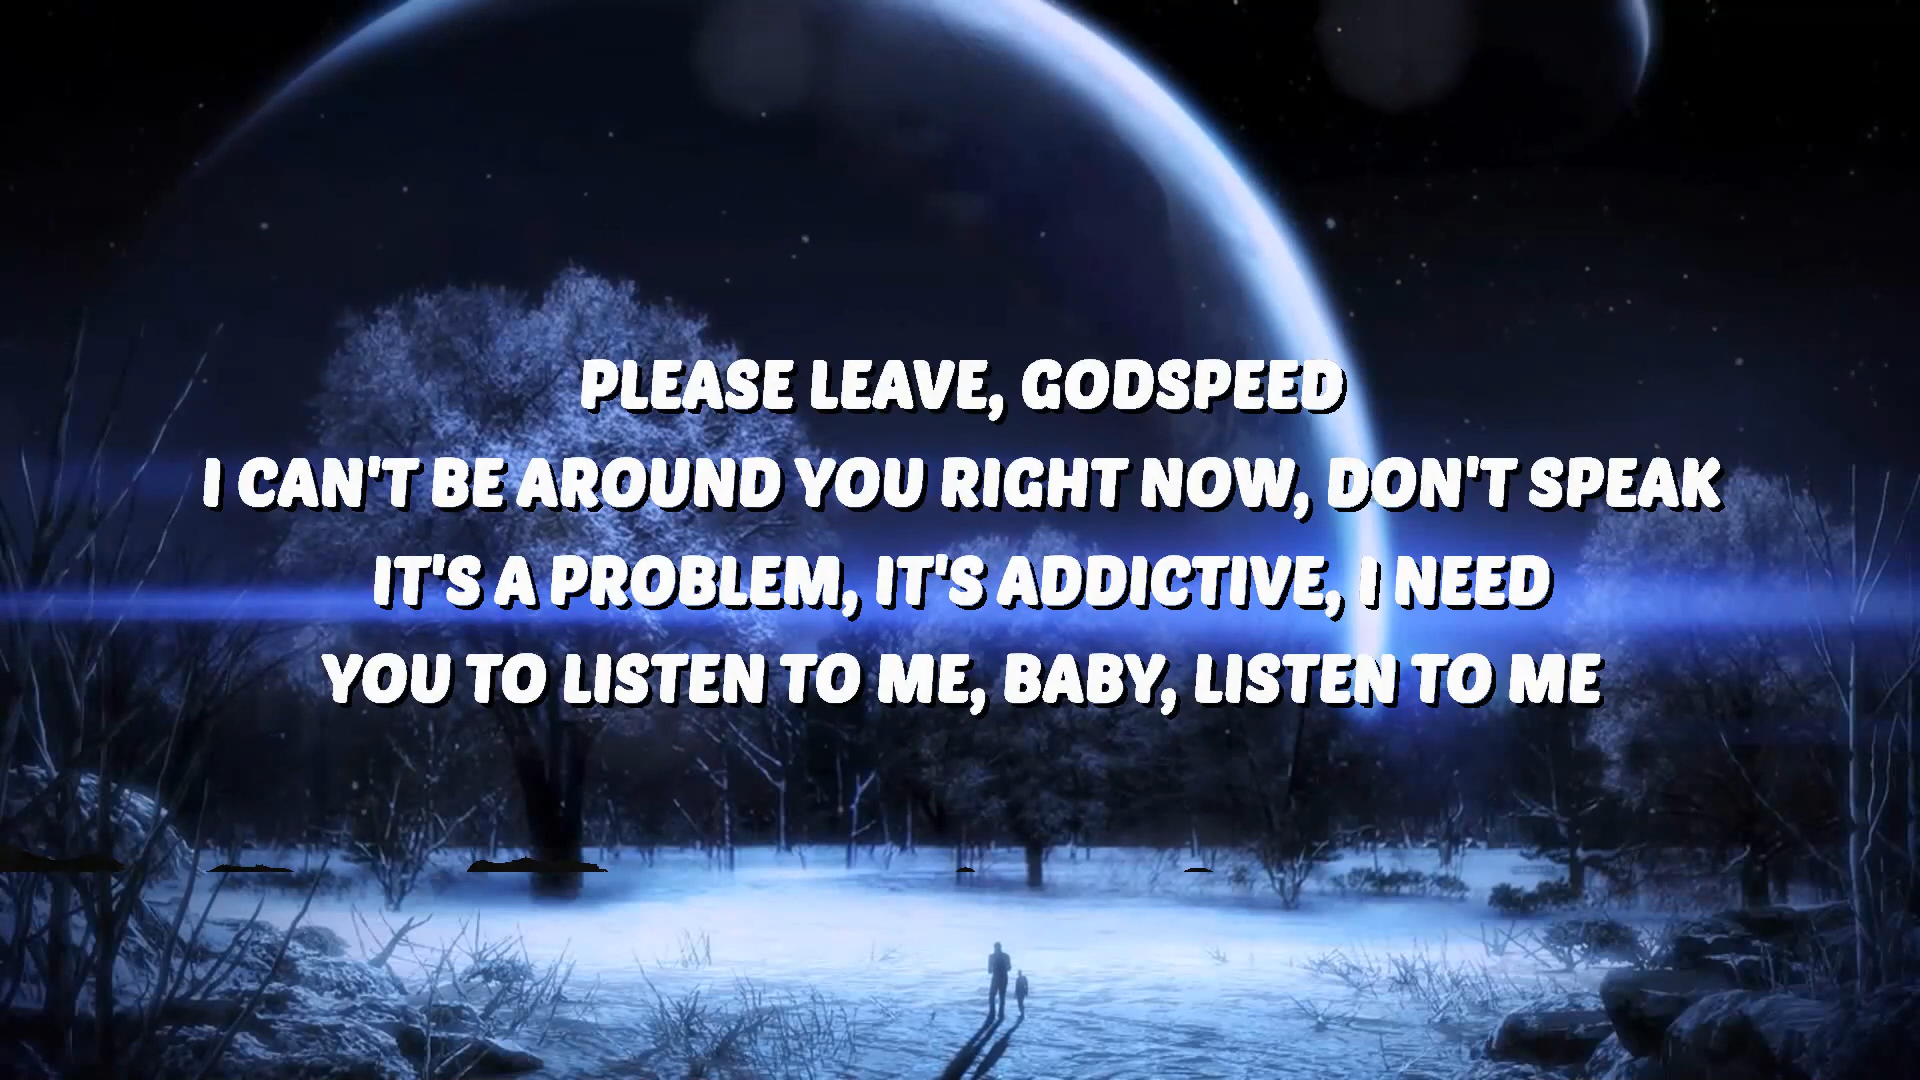 PLEASE LEAVE, GODSPEED
I CAN'T BE AROUND YOU RIGHT NOW, DON'T SPEAK
IT'S A PROBLEM, IT'S ADDICTIVE, I NEED
YOU TO LISTEN TO ME, BABY, LISTEN TO ME